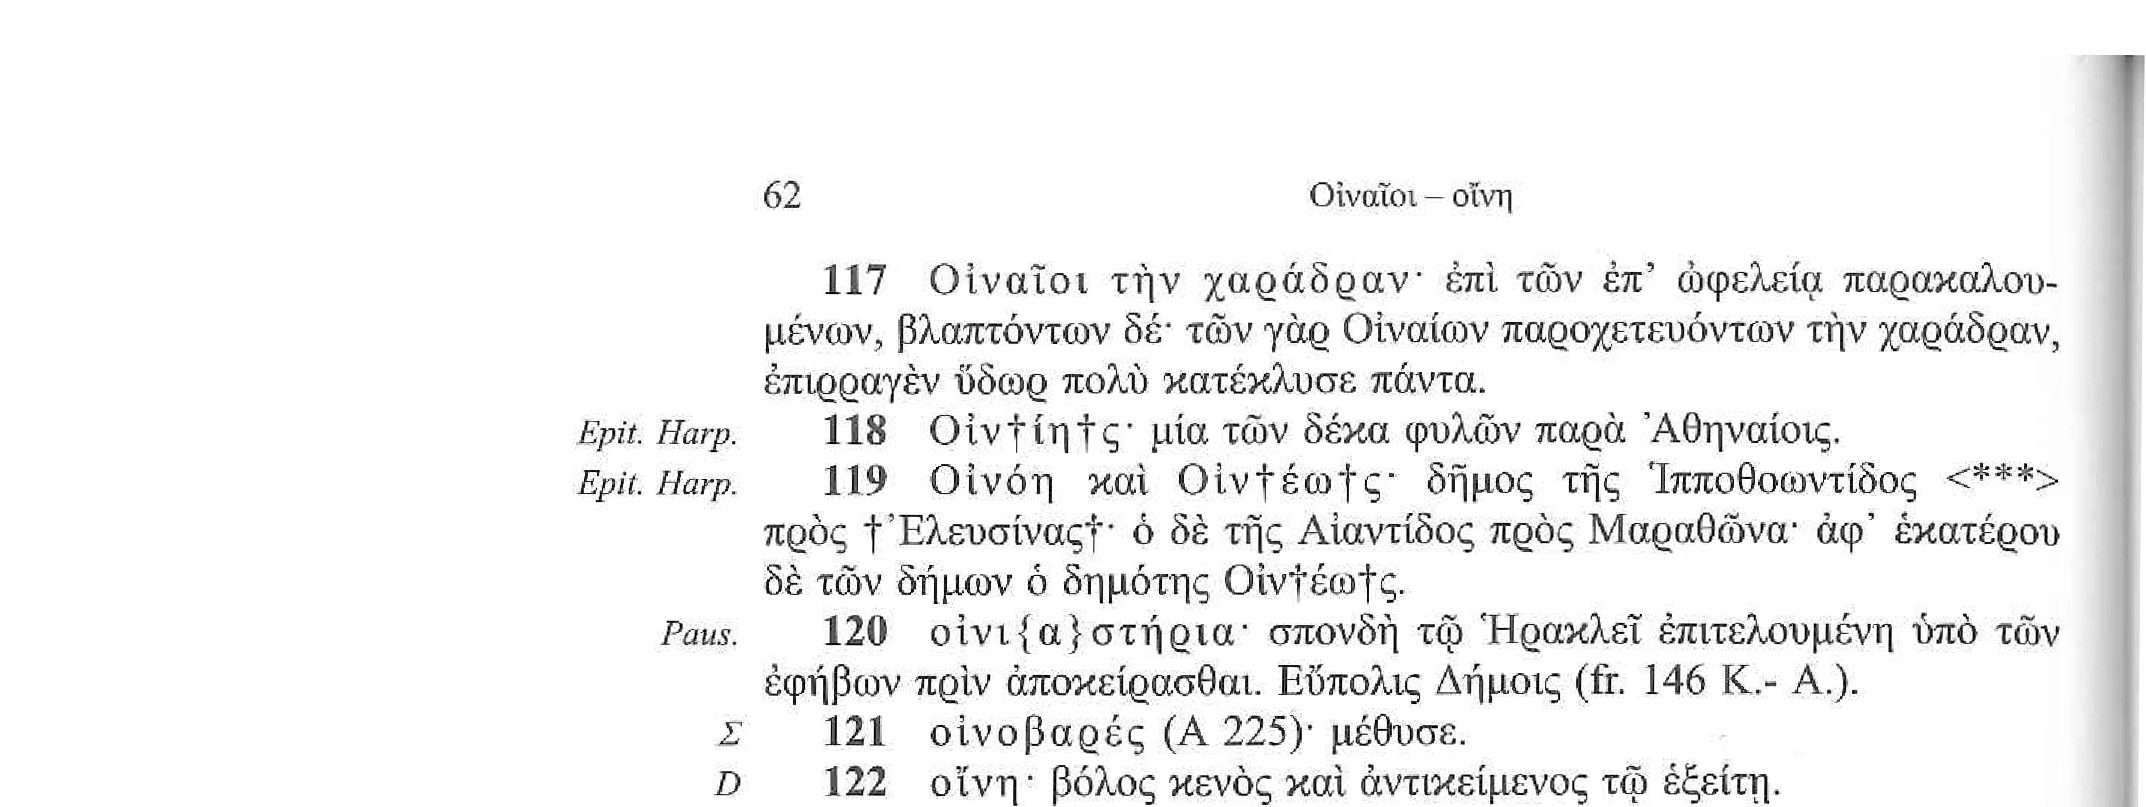 62 Οἰναῖοι – οἴνη
117 Οἰναῖοι τὴν χαράδραν· ἐπὶ τῶν ἐπ’ ὠφελείᾳ παρακαλου-
μένων, βλαπτόντων δέ· τῶν γὰρ Οἰναίων παροχετευόντων τὴν χαράδραν,
ἐπιρραγὲν ὕδωρ πολὺ κατέκλυσε πάντα.
Epit. Harp. 118 Οἰν†ίη†ς· μία τῶν δέκα φυλῶν παρὰ Ἀθηναίοις.
Epit. Harp. 119 Οἰνόη καὶ Οἰν†έω†ς· δῆμος τῆς Ἱπποθοωντίδος <***>
πρὸς †Ἐλευσίνας†· ὁ δὲ τῆς Αἰαντίδος πρὸς Μαραθῶνα· ἀφ’ ἑκατέρου
δὲ τῶν δήμων ὁ δημότης Οἰν†έω†ς.
Paus. 120 οἰνι{α}στήρια· σπονδὴ τῷ Ἡρακλεῖ ἐπιτελουμένη ὑπὸ τῶν
ἐφήβων πρὶν ἀποκείρασθαι. Εὔπολις Δήμοις (fr. 146 K.- A.).
Σ 121 οἰνοβαρές (Α 225)· μέθυσε.
D 122 οἴνη· βόλος κενὸς καὶ ἀντικείμενος τῷ ἑξείτῃ.